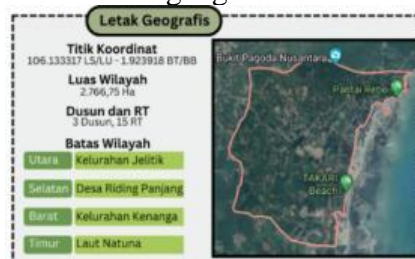 Letak Geografis
Titik Koordinat
106.133317 LS/LU - 1.923918 BT/BB
Luas Wilayah
2.766,75 Ha
Dusun dan RT
3 Dusun, 15 RT
Batas Wilayah
Utara Kelurahan Jelitik
Selatan Desa Riding Panjang
Barat Kelurahan Kenanga
Timur Laut Natuna
Bukit Pagoda Nusantara
Pantai Rebo
TAKARI
Beach